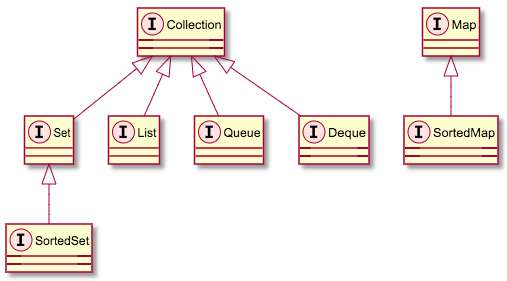 I Collection
I Map
I Set
I List
I Queue
I Deque
I SortedMap
I SortedSet